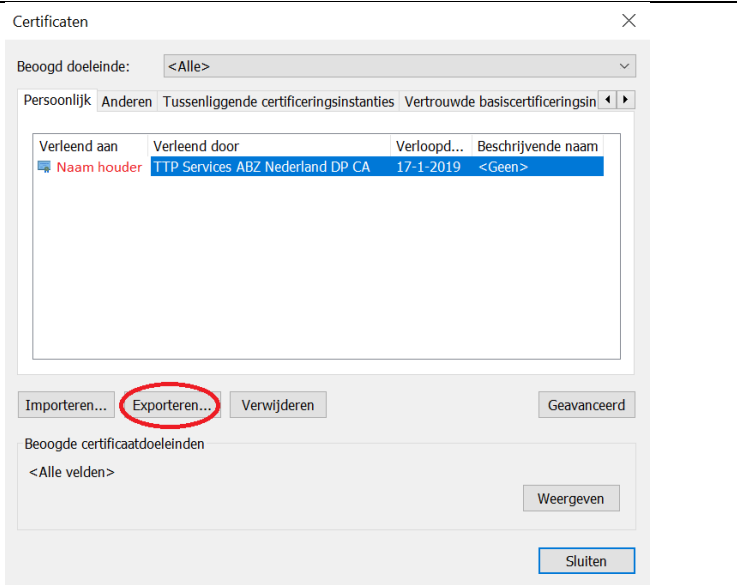 Certificaten
Beoogd doeleinde: <Alle>
Persoonlijk Anderen Tussenliggende certificeringsinstanties Vertrouwde basiscertificeringsin
Verleend aan Verleend door Verloopd... Beschrijvende naam
Naam houder TTP Services ABZ Nederland DP CA 17-1-2019 <Geen>
Importeren... Exporteren... Verwijderen Geavanceerd
Beoogde certificaatdoeleinden
<Alle velden>
Weergeven
Sluiten